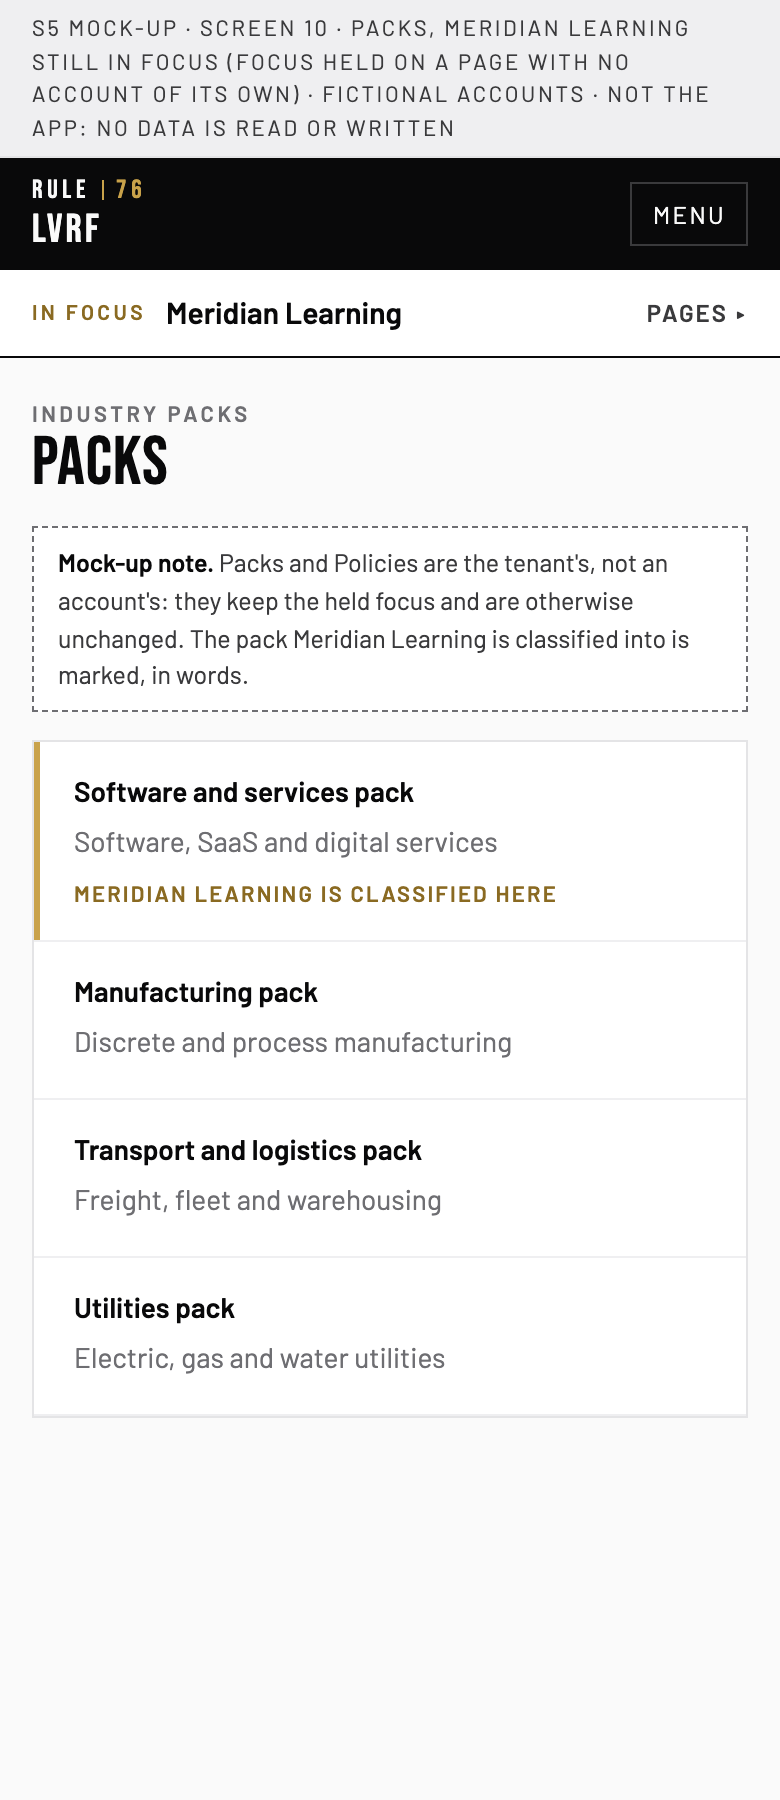 S5 MOCK-UP · SCREEN 10 · PACKS, MERIDIAN LEARNING
STILL IN FOCUS (FOCUS HELD ON A PAGE WITH NO
ACCOUNT OF ITS OWN) · FICTIONAL ACCOUNTS · NOT THE
APP: NO DATA IS READ OR WRITTEN
RULE | 76
LVRF
MENU
IN FOCUS Meridian Learning PAGES ▸
INDUSTRY PACKS
PACKS
Mock-up note. Packs and Policies are the tenant's, not an
account's: they keep the held focus and are otherwise
unchanged. The pack Meridian Learning is classified into is
marked, in words.
Software and services pack
Software, SaaS and digital services
MERIDIAN LEARNING IS CLASSIFIED HERE
Manufacturing pack
Discrete and process manufacturing
Transport and logistics pack
Freight, fleet and warehousing
Utilities pack
Electric, gas and water utilities